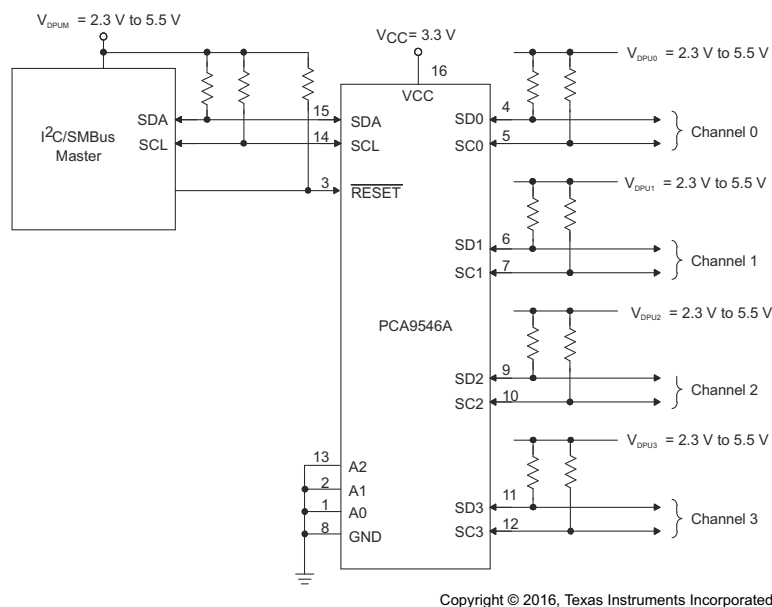 V_DPUM = 2.3 V to 5.5 V
VCC = 3.3 V
16
VCC
I²C/SMBus
Master
SDA
SCL
15
14
3
SDA
SCL
RESET
PCA9546A
13
2
1
8
A2
A1
A0
GND
V_DPU0 = 2.3 V to 5.5 V
SD0
4
SC0
5
Channel 0
V_DPU1 = 2.3 V to 5.5 V
SD1
6
SC1
7
Channel 1
V_DPU2 = 2.3 V to 5.5 V
SD2
9
SC2
10
Channel 2
V_DPU3 = 2.3 V to 5.5 V
SD3
11
SC3
12
Channel 3
Copyright © 2016, Texas Instruments Incorporated